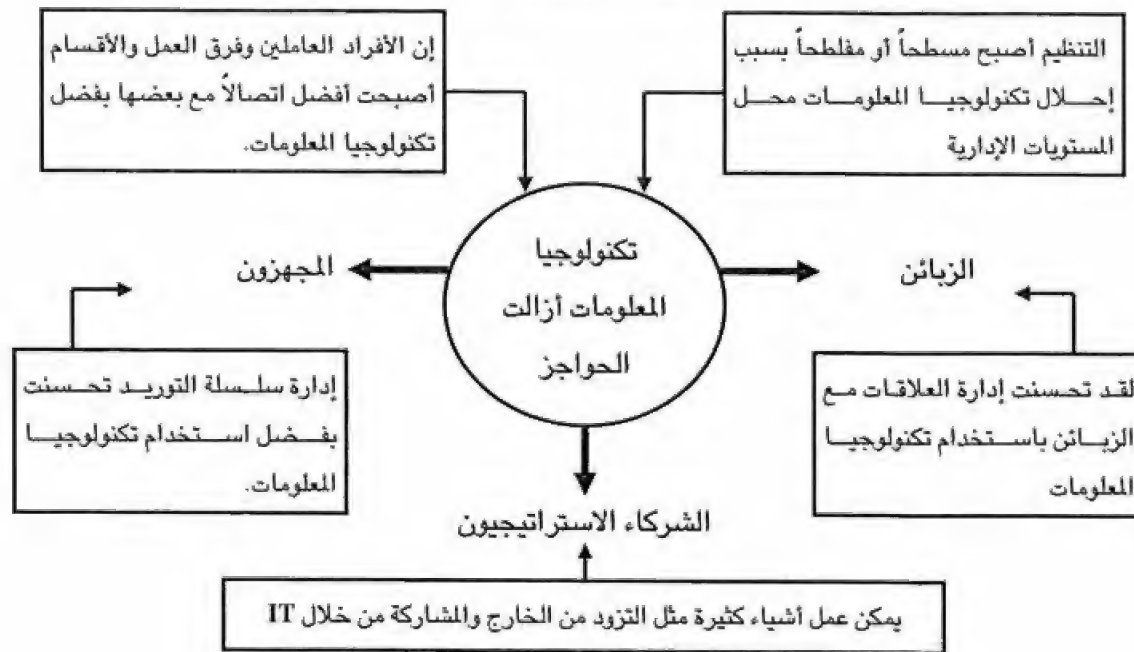 التنظيم أصبح مسطحاً أو مفلطحاً بسبب
إحلال تكنولوجيا المعلومات محل
المستويات الإدارية
إن الأفراد العاملين وفرق العمل والأقسام
أصبحت أفضل اتصالاً مع بعضها بفضل
تكنولوجيا المعلومات.
تكنولوجيا
المعلومات أزالت
الحواجز
الزبائن
المجهزون
لقد تحسنت إدارة العلاقات مع
الزبائن باستخدام تكنولوجيا
المعلومات
إدارة سلسلة التوريد تحسنت
بفضل استخدام تكنولوجيا
المعلومات.
الشركاء الاستراتيجيون
يمكن عمل أشياء كثيرة مثل التزود من الخارج والمشاركة من خلال IT